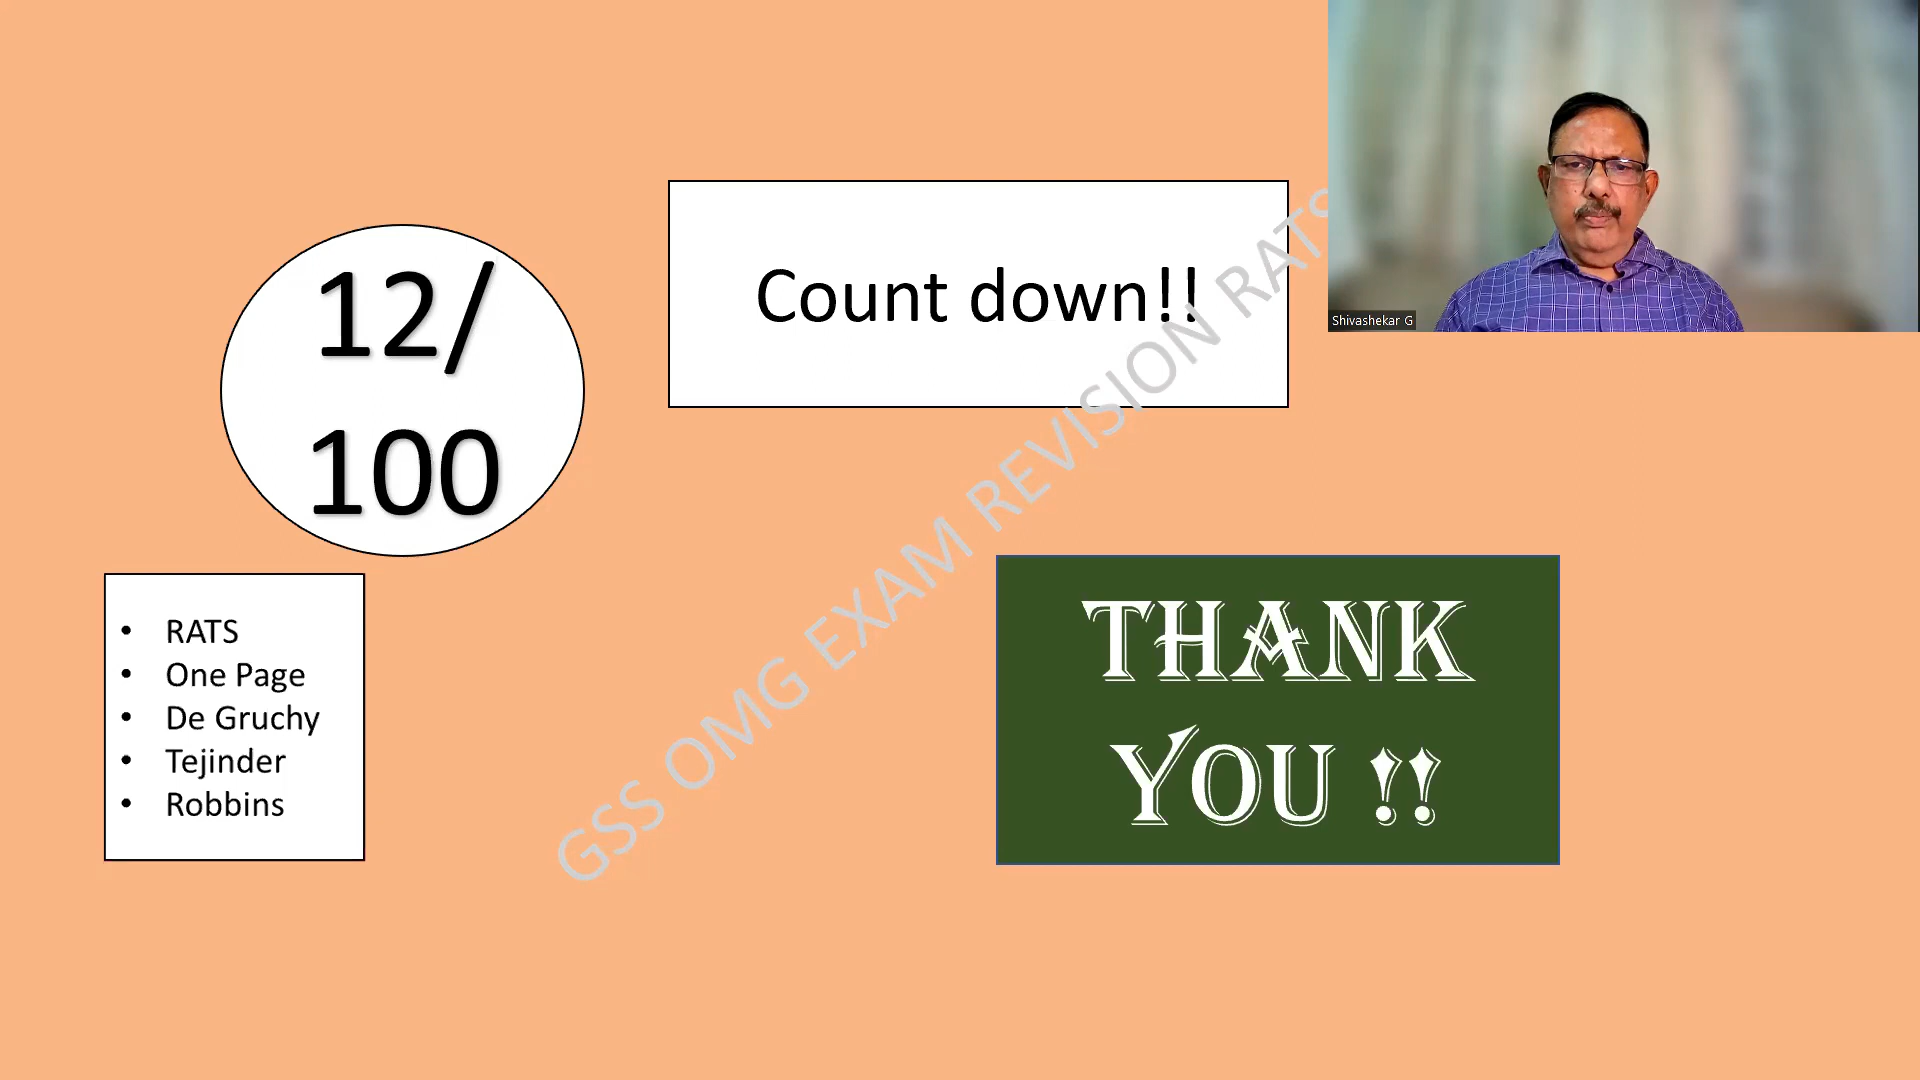 12/
100
Count down!!
Shivashekar G
• RATS
• One Page
• De Gruchy
• Tejinder
• Robbins
THANK
YOU !!
GSS OMG EXAM REVISION RATS